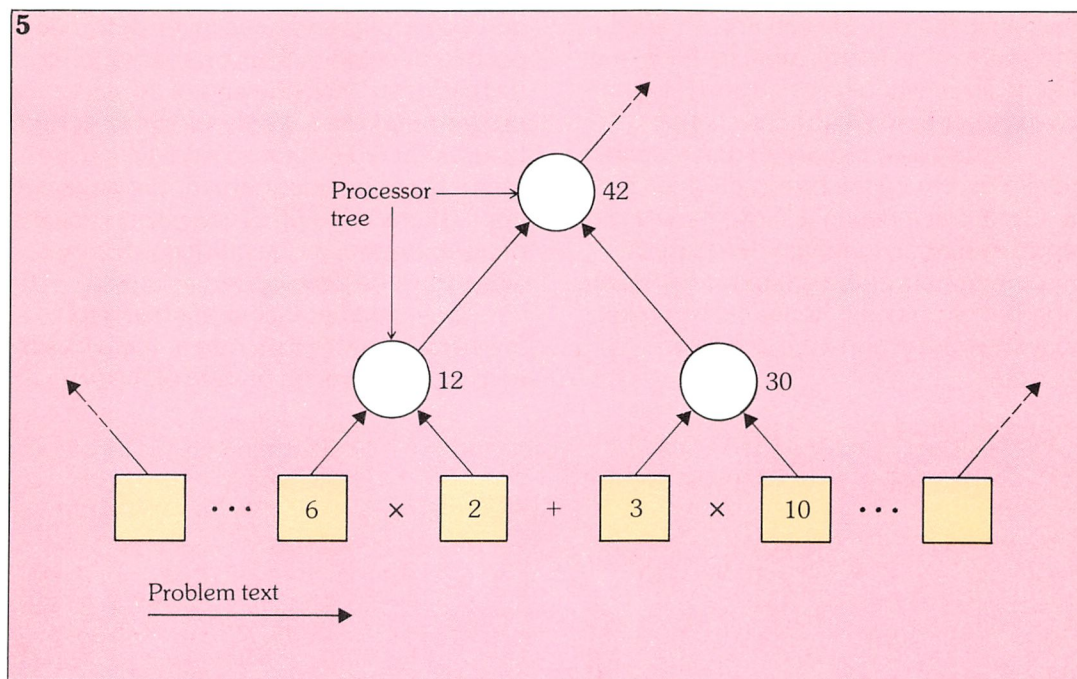 5
Processor
tree
42
12
30
... 6 × 2 + 3 × 10 ...
Problem text